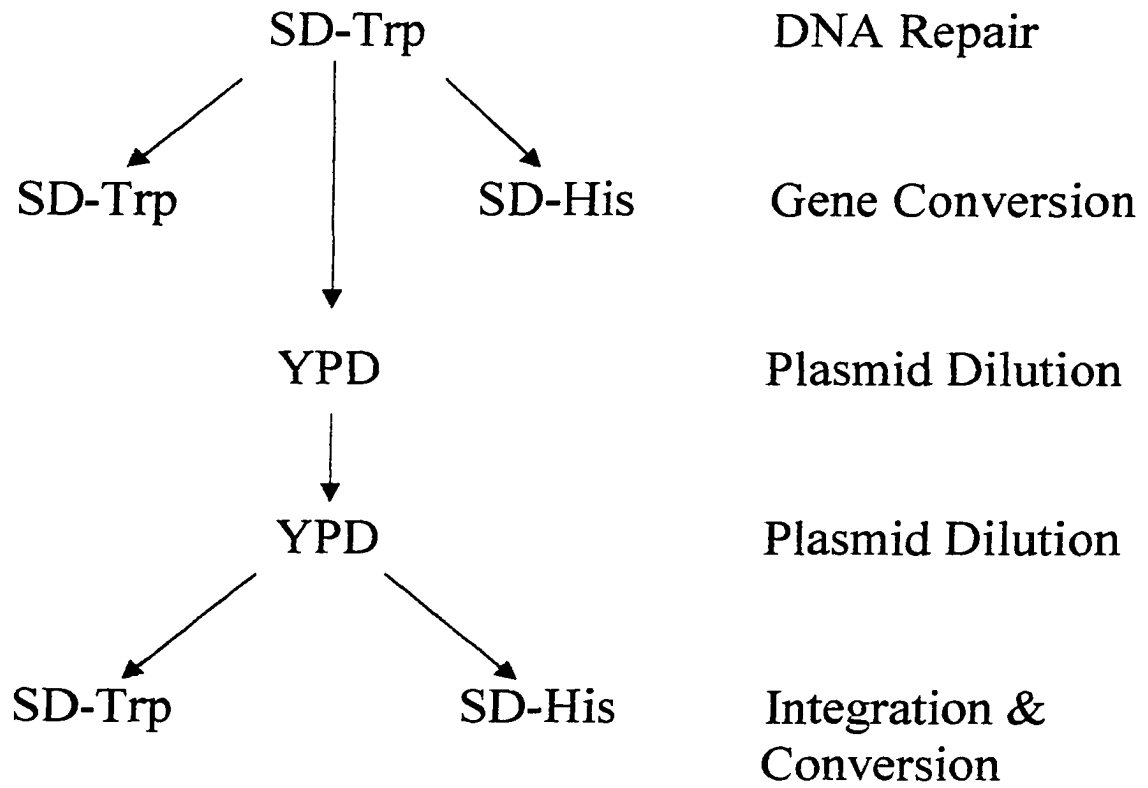 SD-Trp DNA Repair
SD-Trp SD-His Gene Conversion
YPD Plasmid Dilution
YPD Plasmid Dilution
SD-Trp SD-His Integration &
Conversion